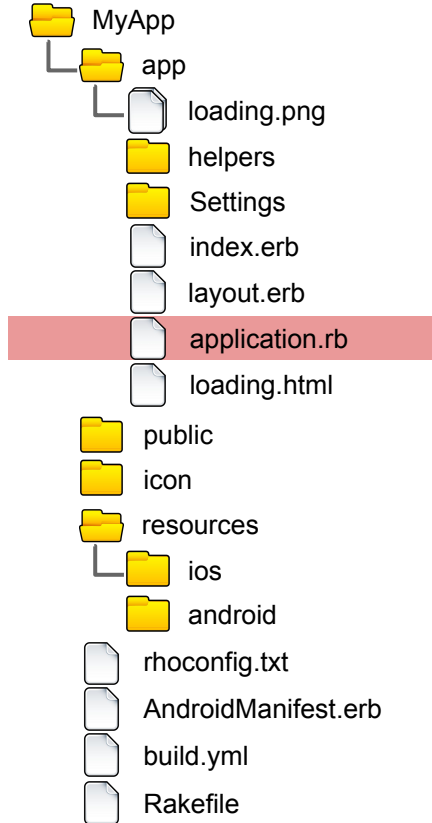 MyApp
app
loading.png
helpers
Settings
index.erb
layout.erb
application.rb
loading.html
public
icon
resources
ios
android
rhoconfig.txt
AndroidManifest.erb
build.yml
Rakefile